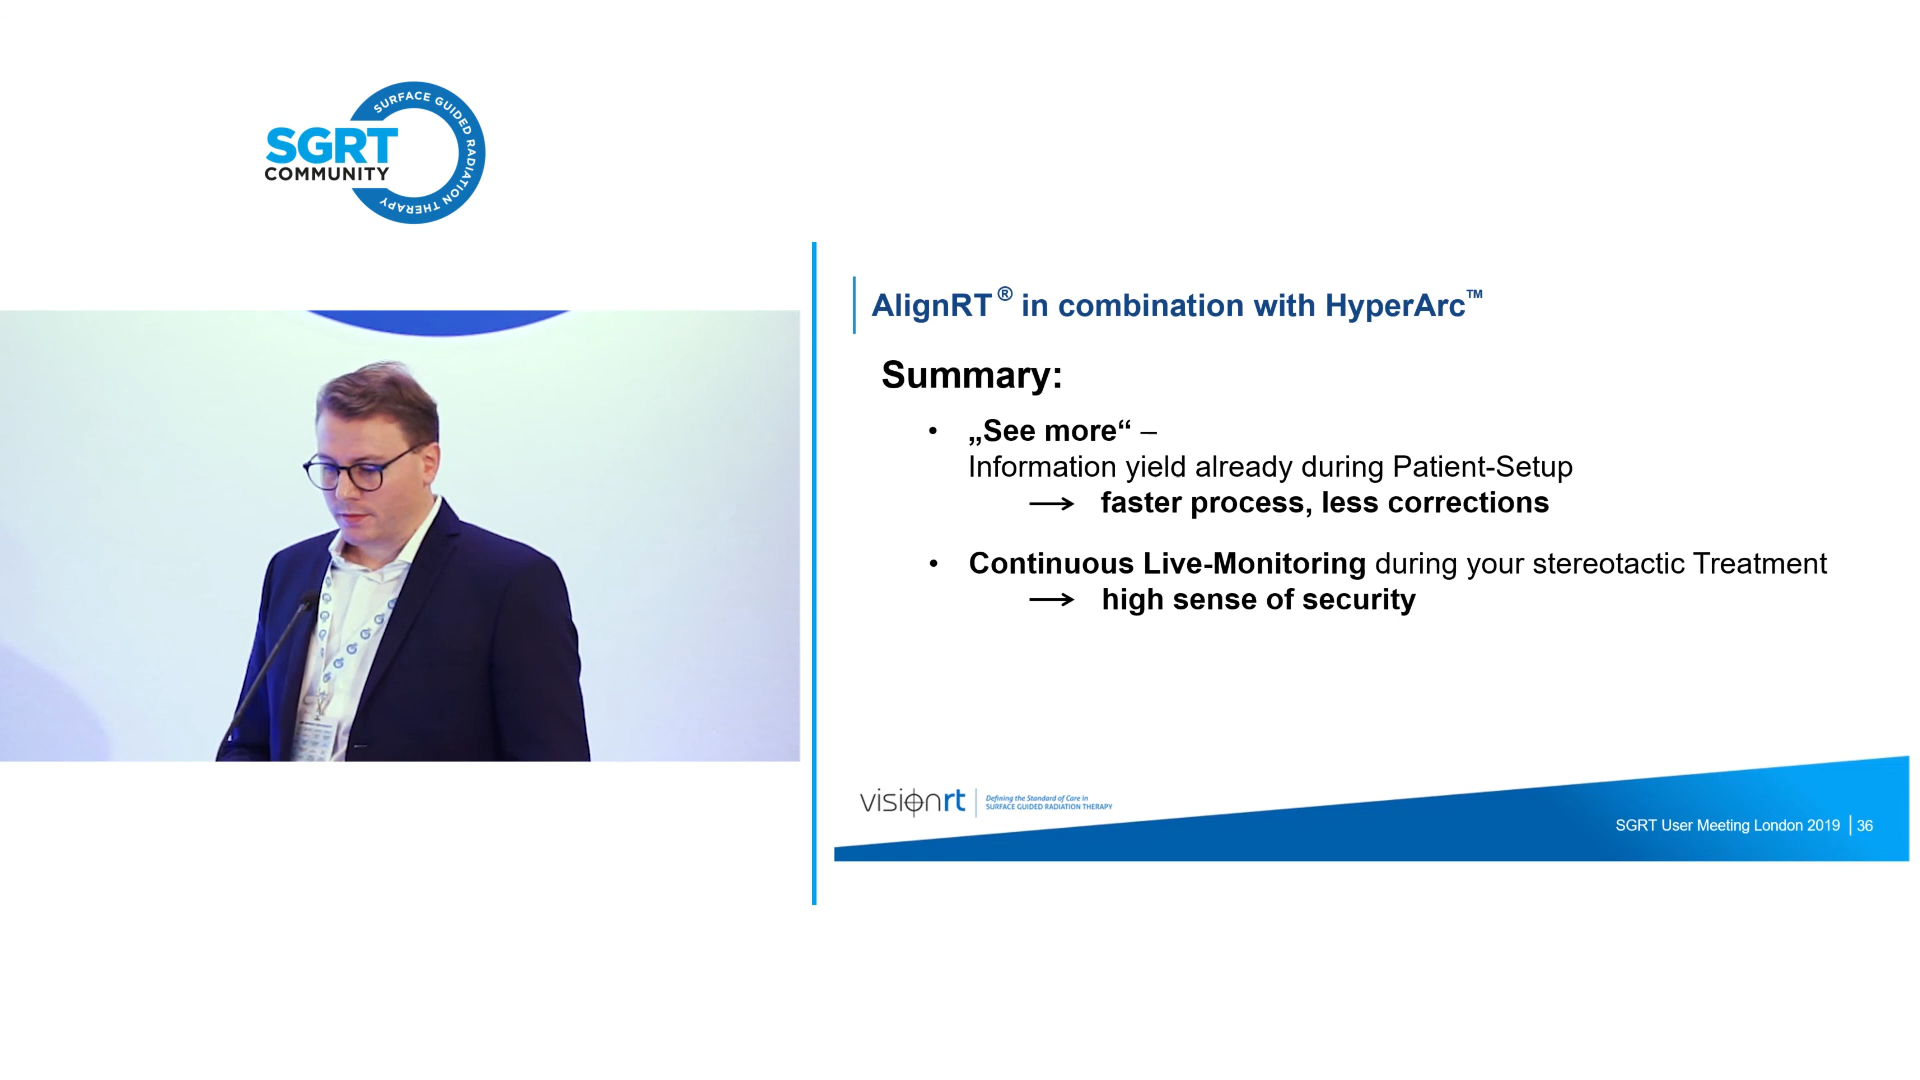 SURFACE GUIDED RADIATION THERAPY
SGRT
COMMUNITY
AlignRT® in combination with HyperArc™
Summary:
• „See more“ –
Information yield already during Patient-Setup
⟶ faster process, less corrections
• Continuous Live-Monitoring during your stereotactic Treatment
⟶ high sense of security
visionrt
Defining the Standard of Care in
SURFACE GUIDED RADIATION THERAPY
SGRT User Meeting London 2019 | 36